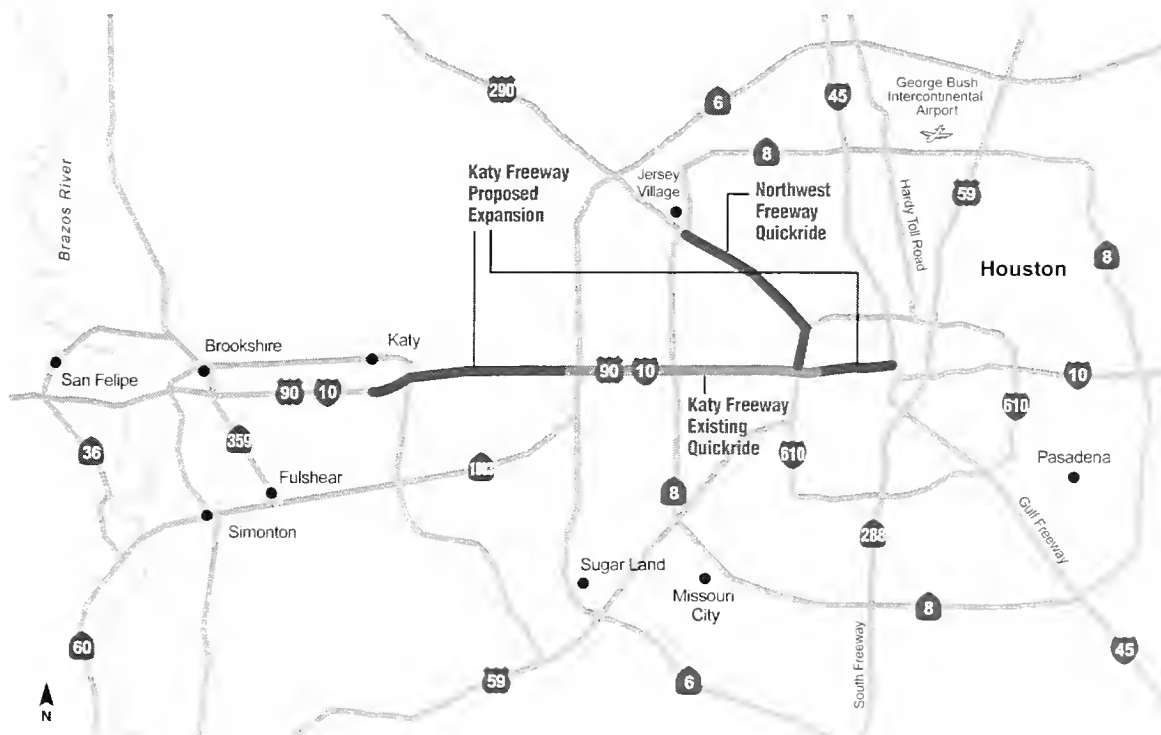 290
6
45
George Bush
Intercontinental
Airport
8
59
Hardy Toll Road
Brazos River
Katy Freeway
Proposed
Expansion
Jersey
Village
Northwest
Freeway
Quickride
8
Houston
Brookshire
Katy
San Felipe
90
10
90
10
10
Katy Freeway
Existing
Quickride
610
36
359
610
Fulshear
Pasadena
8
Simonton
Gulf Freeway
288
Sugar Land
Missouri
City
8
60
59
6
South Freeway
45
N